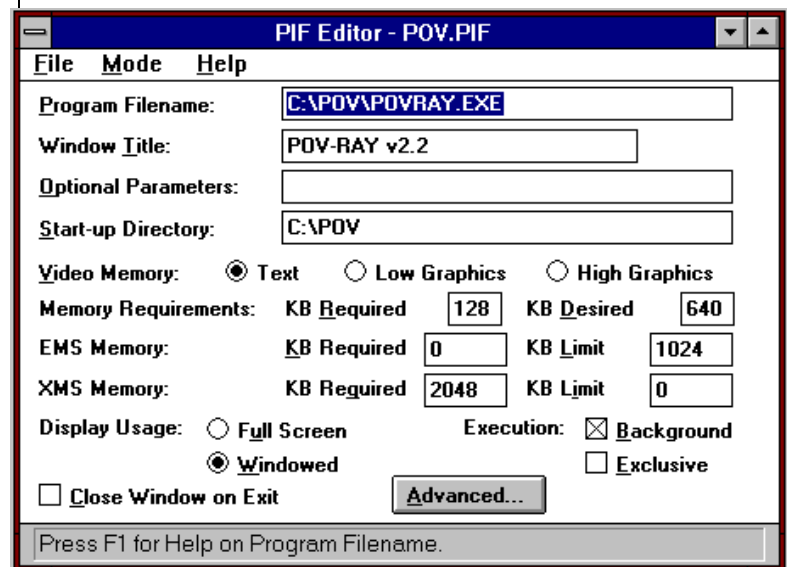 PIF Editor - POV.PIF
File Mode Help
Program Filename: C:\POV\POVRAY.EXE
Window Title: POV-RAY v2.2
Optional Parameters:
Start-up Directory: C:\POV
Video Memory: Text Low Graphics High Graphics
Memory Requirements: KB Required 128 KB Desired 640
EMS Memory: KB Required 0 KB Limit 1024
XMS Memory: KB Required 2048 KB Limit 0
Display Usage: Full Screen Execution: Background
Windowed Exclusive
Close Window on Exit Advanced...
Press F1 for Help on Program Filename.